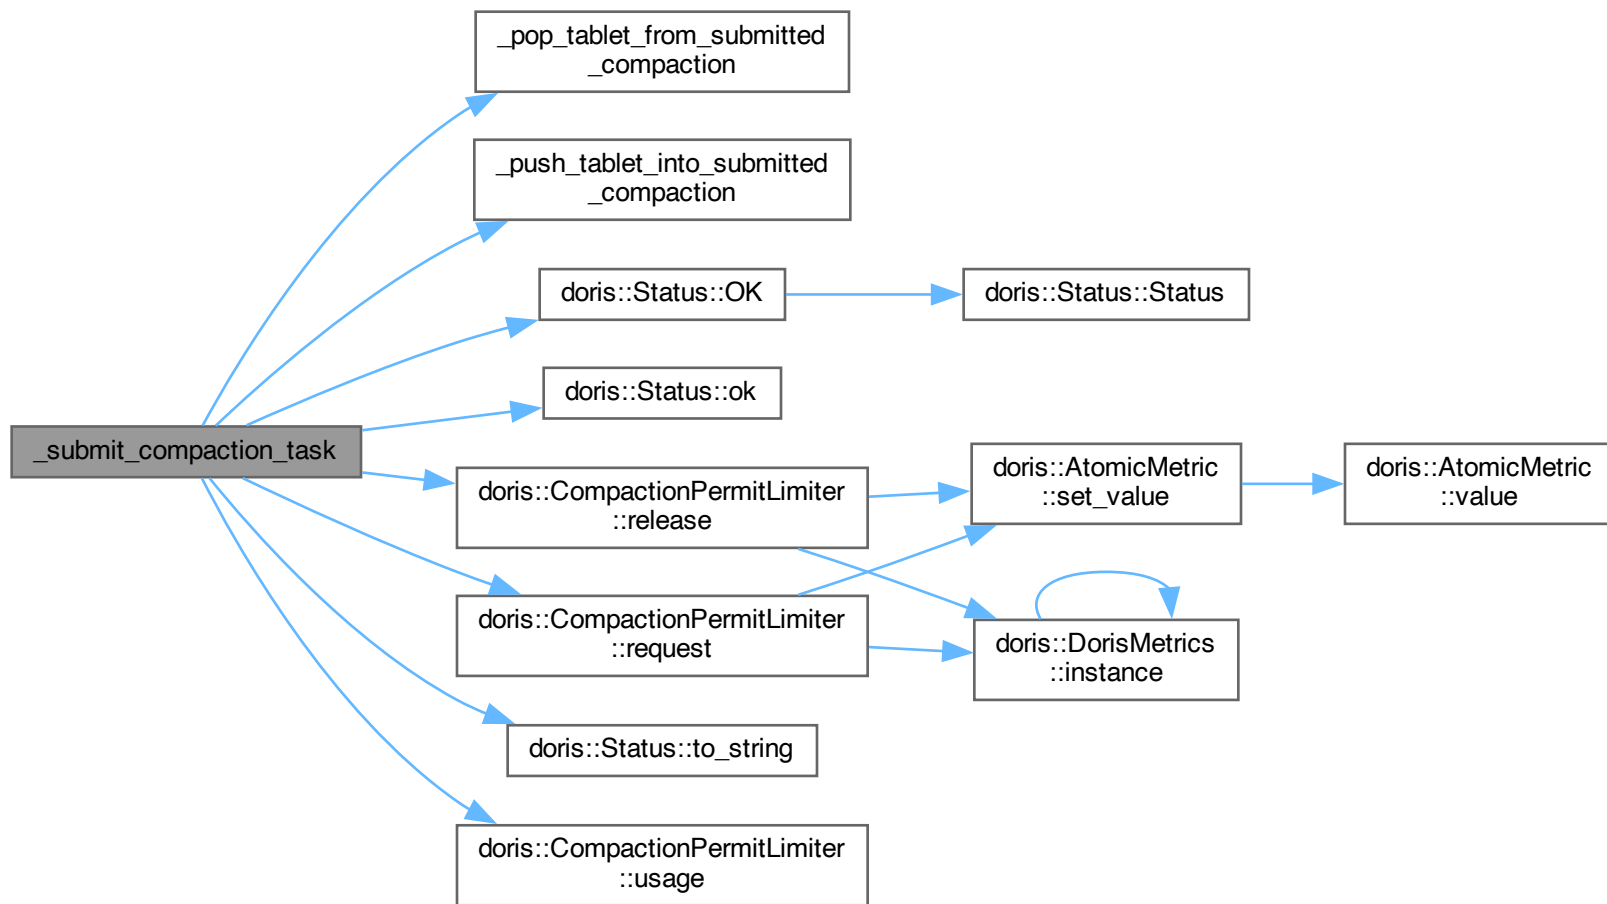 _pop_tablet_from_submitted
_compaction
_push_tablet_into_submitted
_compaction
doris::Status::OK
doris::Status::Status
doris::Status::ok
_submit_compaction_task
doris::CompactionPermitLimiter
::release
doris::AtomicMetric
::set_value
doris::AtomicMetric
::value
doris::CompactionPermitLimiter
::request
doris::DorisMetrics
::instance
doris::Status::to_string
doris::CompactionPermitLimiter
::usage